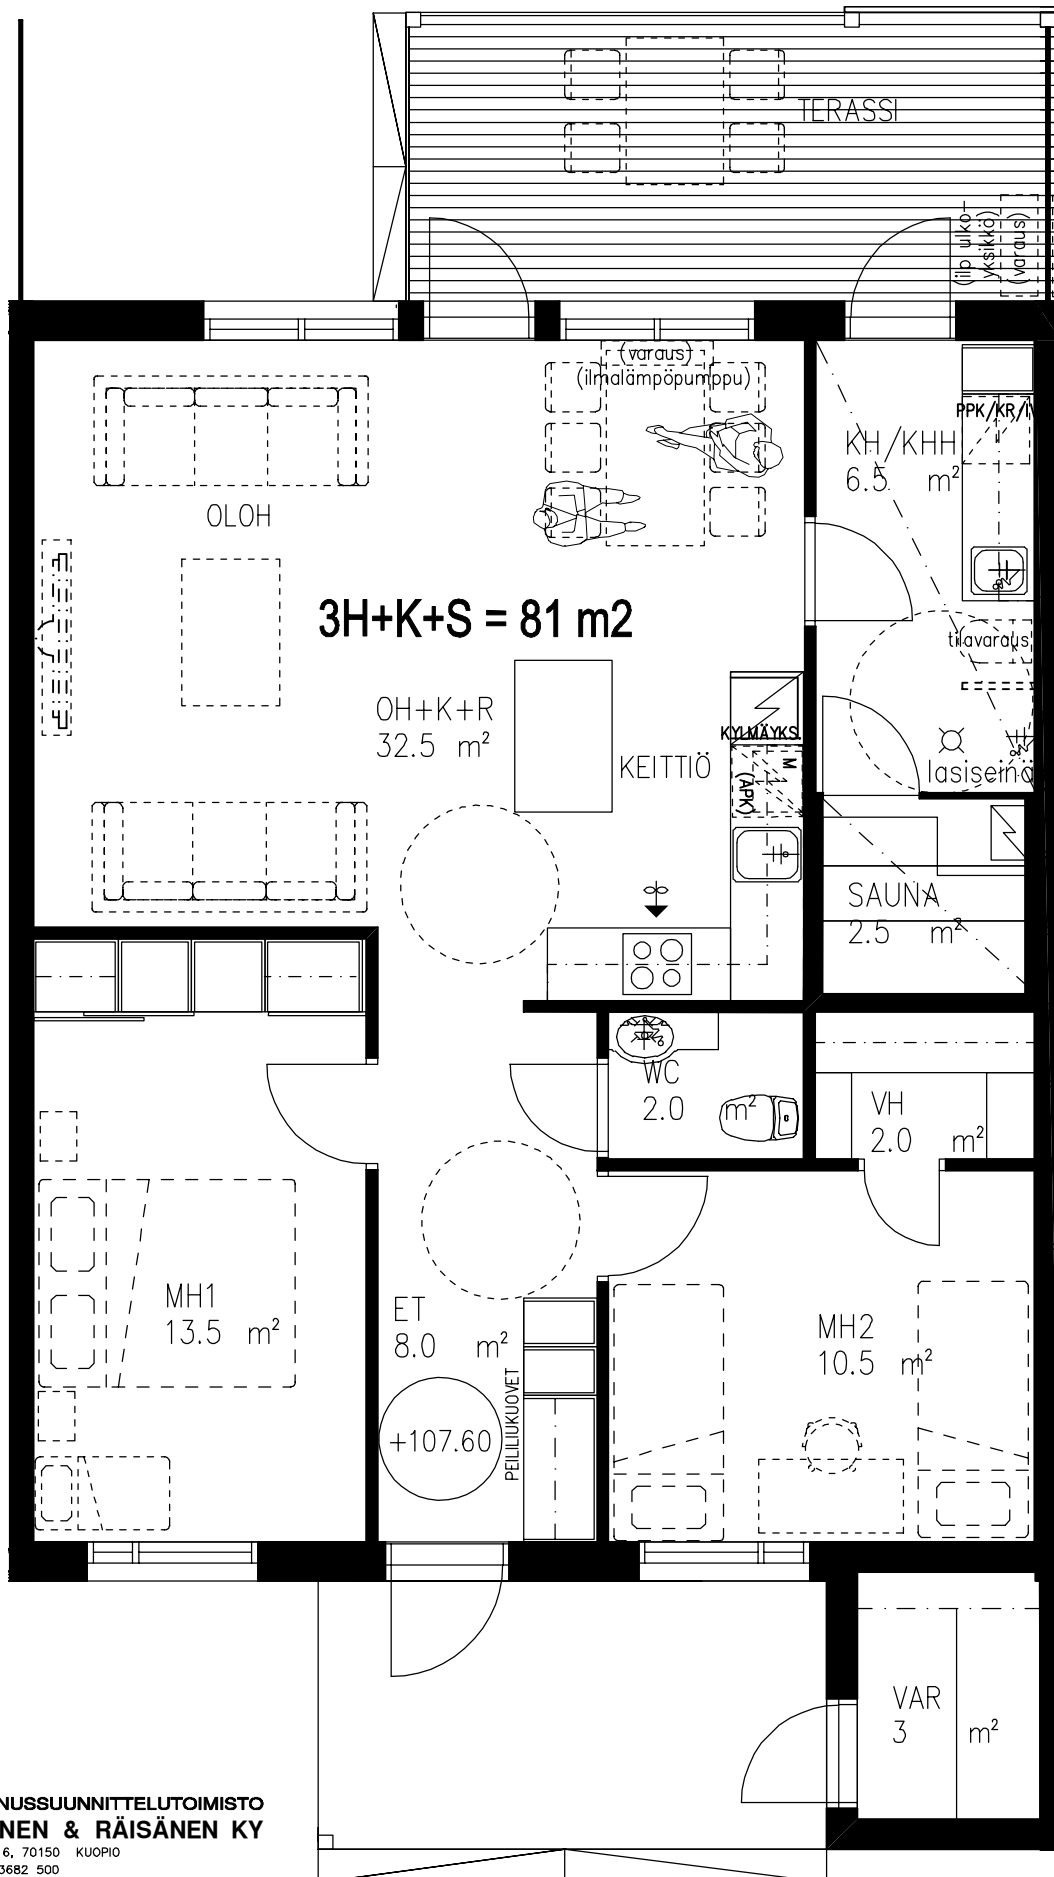 TERASSI
(ilp ulko-
yksikkö)
(varaus)
(varaus)
(ilmalämpöpumppu)
PPK/KR/
KH/KHH
6.5 m²
OLOH
3H+K+S = 81 m2
tilavaraus
OH+K+R
32.5 m²
KYLMÄYKS.
KEITTIÖ
M
(APK)
lasiseinä
SAUNA
2.5 m²
WC
2.0 m²
VH
2.0 m²
MH1
13.5 m²
ET
8.0 m²
MH2
10.5 m²
PEILILIUKUOVET
+107.60
VAR
3 m²
NUSSUUNNITTELUTOIMISTO
NEN & RÄISÄNEN KY
6, 70150 KUOPIO
3682 500